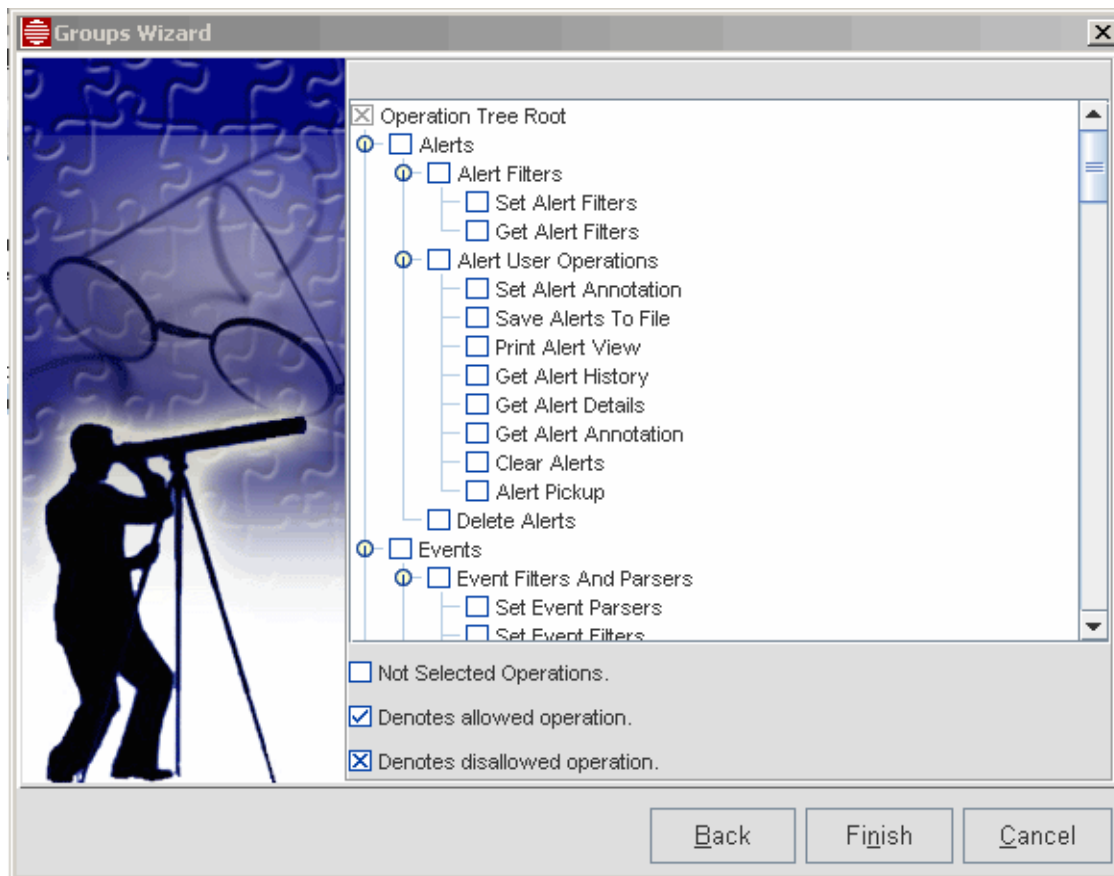 Groups Wizard
Operation Tree Root
Alerts
Alert Filters
Set Alert Filters
Get Alert Filters
Alert User Operations
Set Alert Annotation
Save Alerts To File
Print Alert View
Get Alert History
Get Alert Details
Get Alert Annotation
Clear Alerts
Alert Pickup
Delete Alerts
Events
Event Filters And Parsers
Set Event Parsers
Set Event Filters
Not Selected Operations.
Denotes allowed operation.
Denotes disallowed operation.
Back Finish Cancel